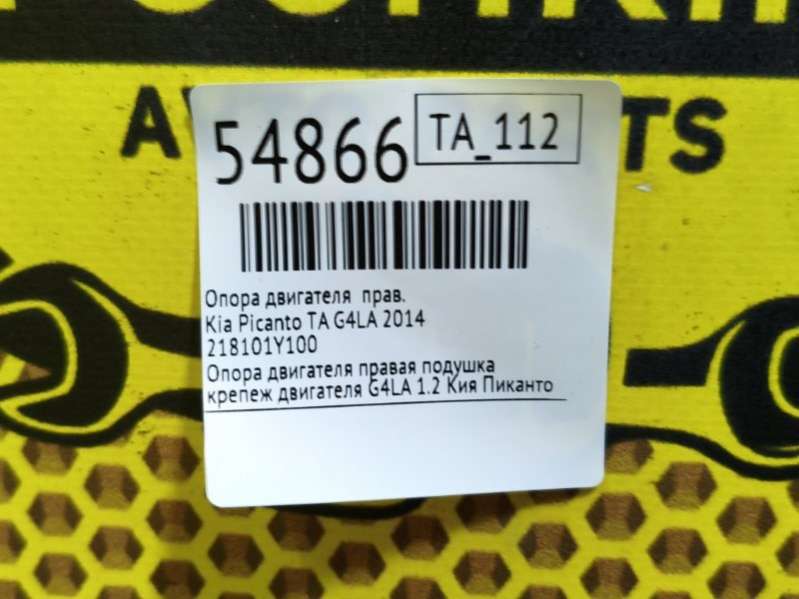 54866
TA_112
Опора двигателя прав.
Kia Picanto TA G4LA 2014
218101Y100
Опора двигателя правая подушка
крепеж двигателя G4LA 1.2 Кия Пиканто